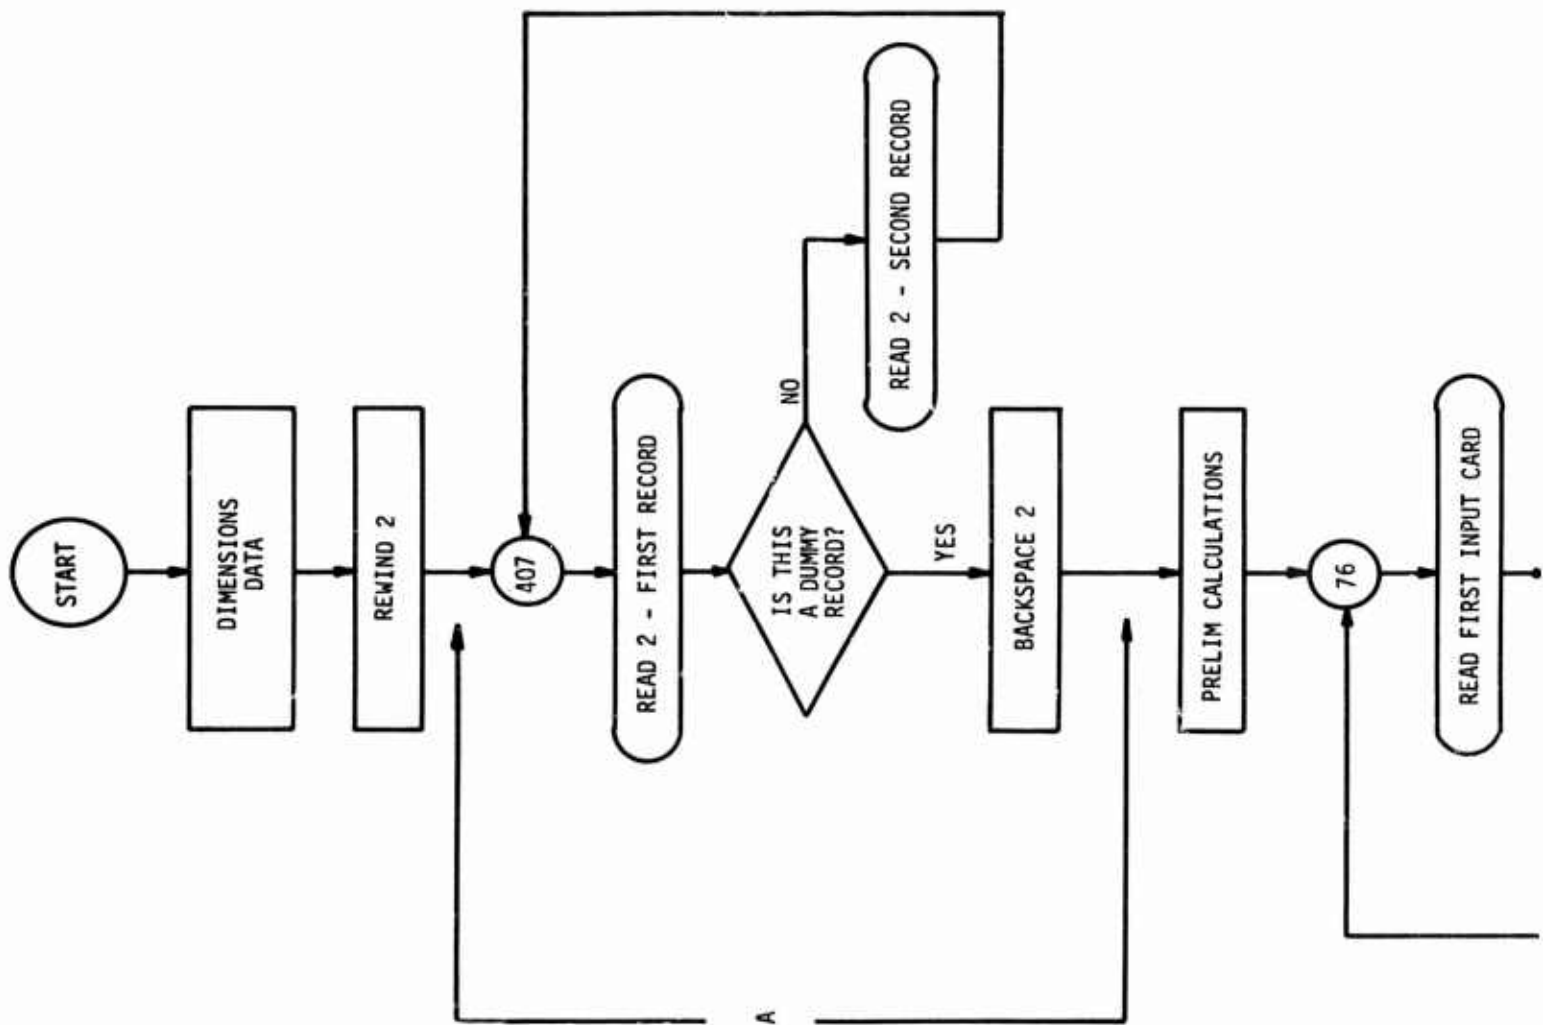 START
DIMENSIONS
DATA
REWIND 2
407
READ 2 - FIRST RECORD
IS THIS
A DUMMY
RECORD?
NO
READ 2 - SECOND RECORD
YES
BACKSPACE 2
A
PRELIM CALCULATIONS
76
READ FIRST INPUT CARD